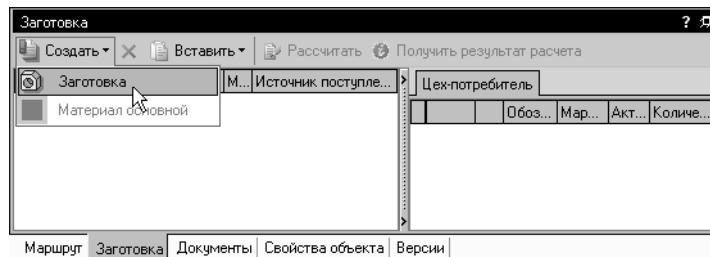 Заготовка ?
Создать Вставить Рассчитать Получить результат расчета
Заготовка М... Источник поступле... Цех-потребитель
Материал основной Обоз... Мар... Акт... Количе...
Маршрут Заготовка Документы Свойства объекта Версии